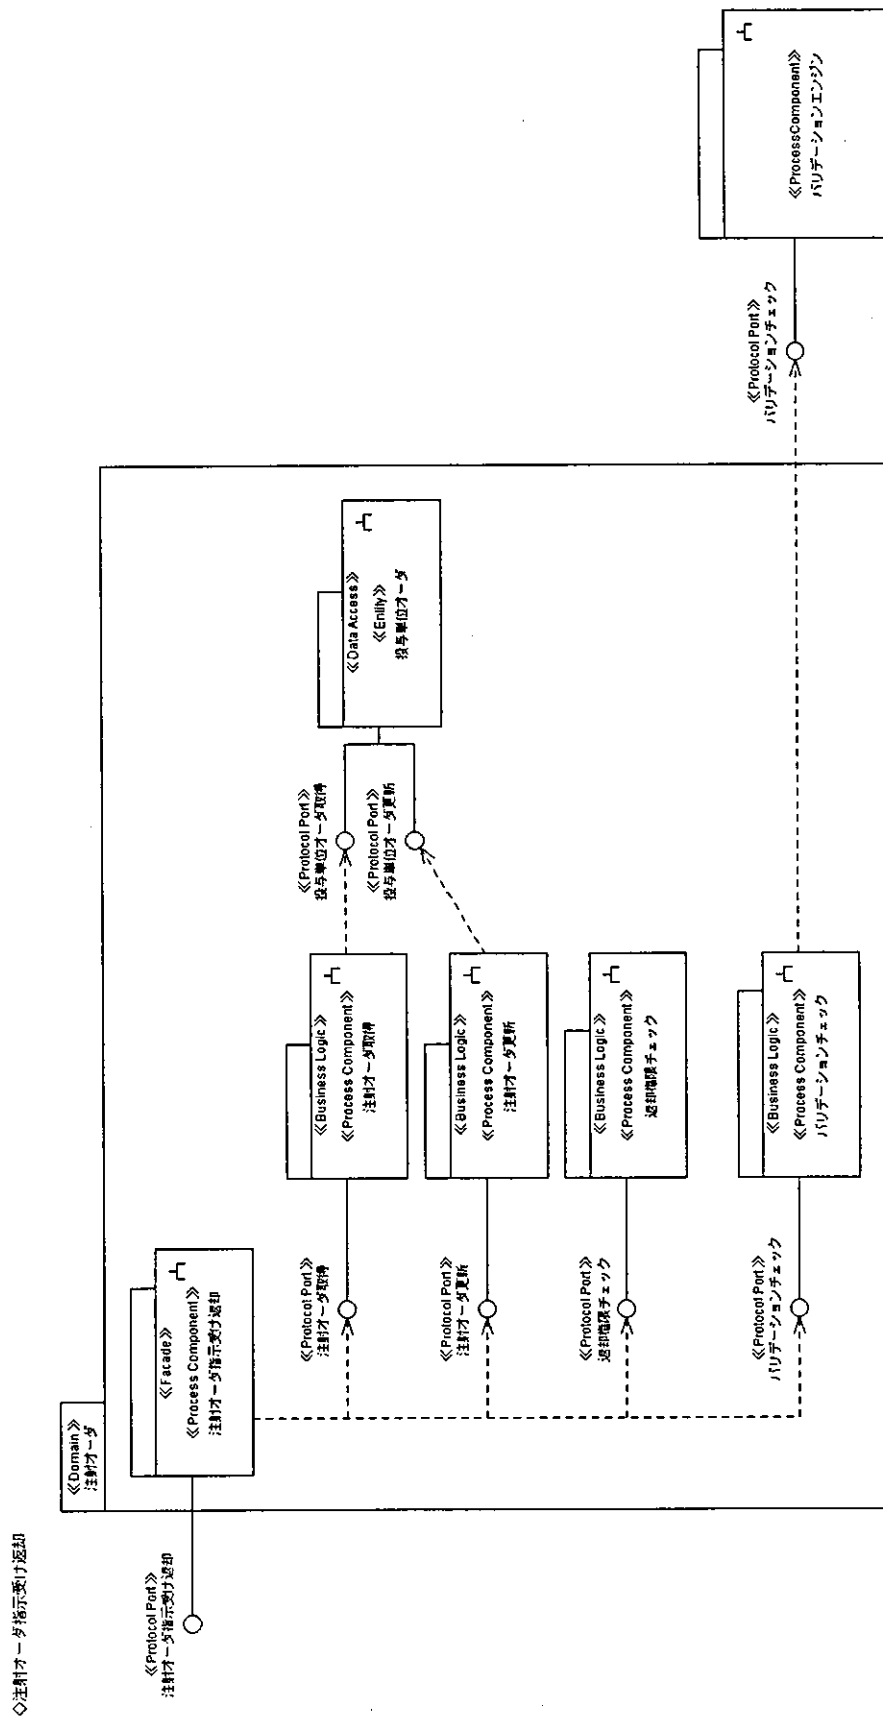 ◇注射オーダ指示受け返却
≪Protocol Port≫
注射オーダ指示受け返却
≪Domain≫
注射オーダ
≪Facade≫
≪Process Component≫
注射オーダ指示受け返却
≪Protocol Port≫
注射オーダ取得
≪Business Logic≫
≪Process Component≫
注射オーダ取得
≪Protocol Port≫
投与単位オーダ取得
≪Protocol Port≫
投与単位オーダ更新
≪Data Access≫
≪Entity≫
投与単位オーダ
≪Protocol Port≫
注射オーダ更新
≪Business Logic≫
≪Process Component≫
注射オーダ更新
≪Protocol Port≫
返却権限チェック
≪Business Logic≫
≪Process Component≫
返却権限チェック
≪Protocol Port≫
バリデーションチェック
≪Business Logic≫
≪Process Component≫
バリデーションチェック
≪Protocol Port≫
バリデーションチェック
≪ProcessComponent≫
バリデーションエンジン